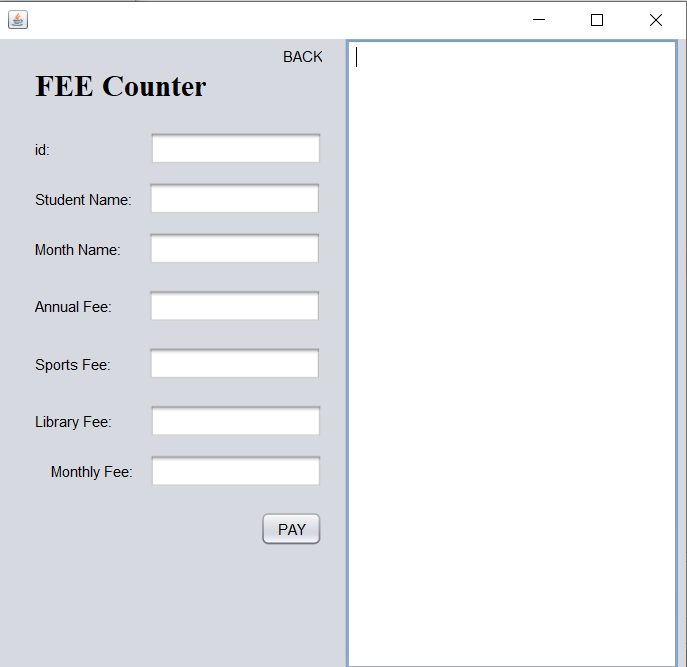 BACK
FEE Counter
id:
Student Name:
Month Name:
Annual Fee:
Sports Fee:
Library Fee:
Monthly Fee:
PAY